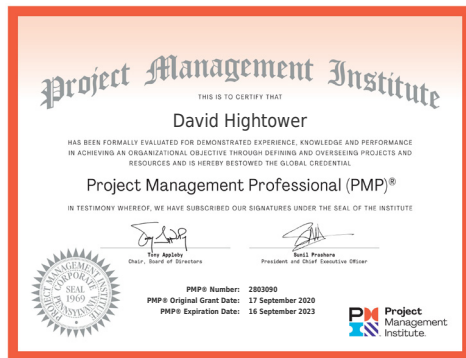 Project Management Institute
THIS IS TO CERTIFY THAT
David Hightower
HAS BEEN FORMALLY EVALUATED FOR DEMONSTRATED EXPERIENCE, KNOWLEDGE AND PERFORMANCE
IN ACHIEVING AN ORGANIZATIONAL OBJECTIVE THROUGH DEFINING AND OVERSEEING PROJECTS AND
RESOURCES AND IS HEREBY BESTOWED THE GLOBAL CREDENTIAL
Project Management Professional (PMP)®
IN TESTIMONY WHEREOF, WE HAVE SUBSCRIBED OUR SIGNATURES UNDER THE SEAL OF THE INSTITUTE
Tony Appleby
Chair, Board of Directors
Sunil Prashara
President and Chief Executive Officer
PROJECT MANAGEMENT INSTITUTE
PENNSYLVANIA
CORPORATE
SEAL
1969
PMP® Number: 2803090
PMP® Original Grant Date: 17 September 2020
PMP® Expiration Date: 16 September 2023
Project
Management
Institute.